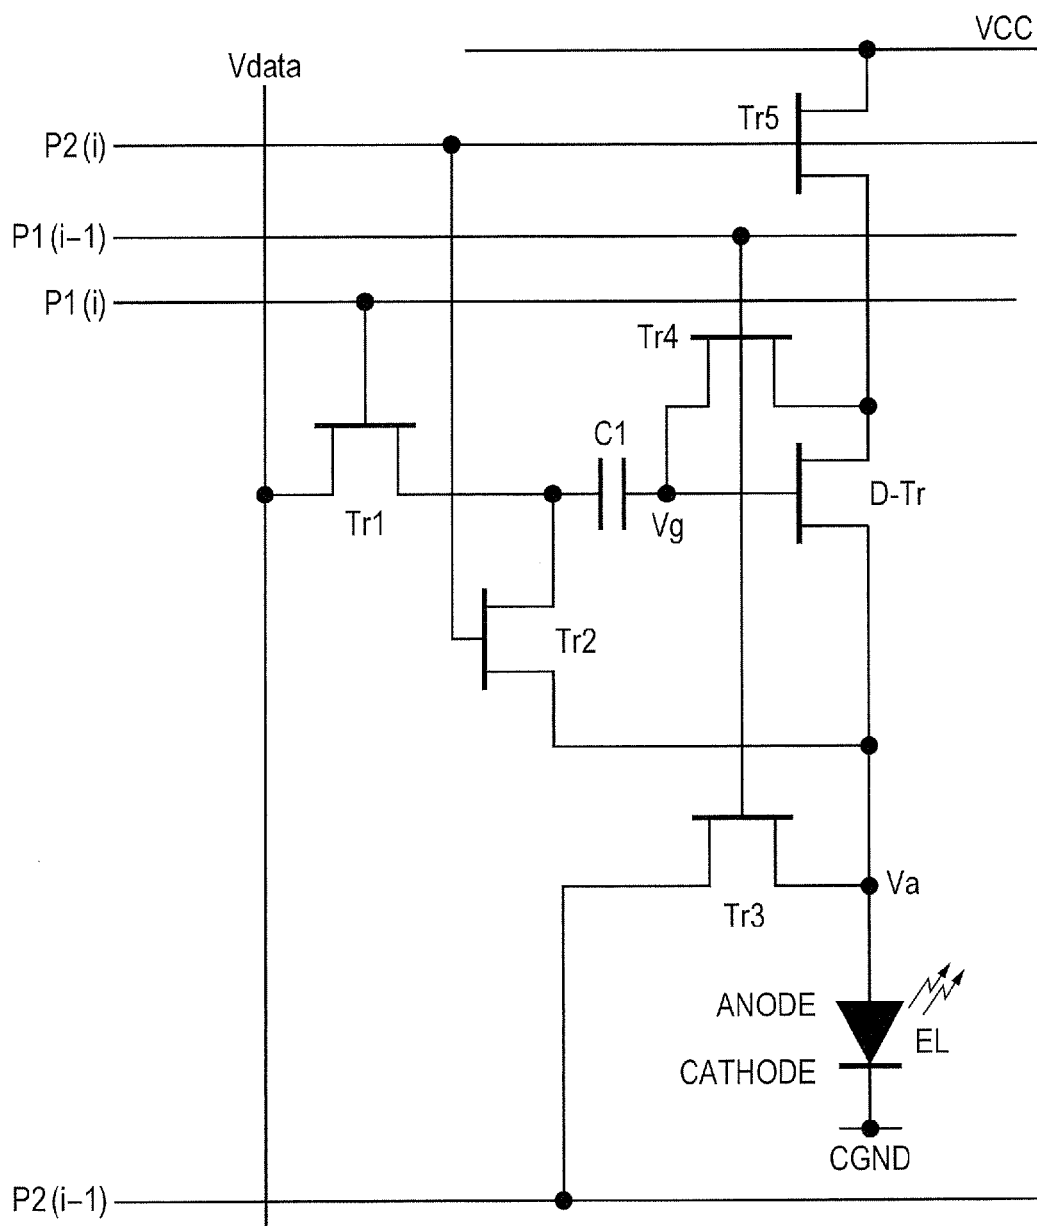 VCC
Vdata
Tr5
P2(i)
P1(i–1)
P1(i)
Tr4
C1
D-Tr
Tr1
Vg
Tr2
Va
Tr3
ANODE
EL
CATHODE
CGND
P2(i–1)